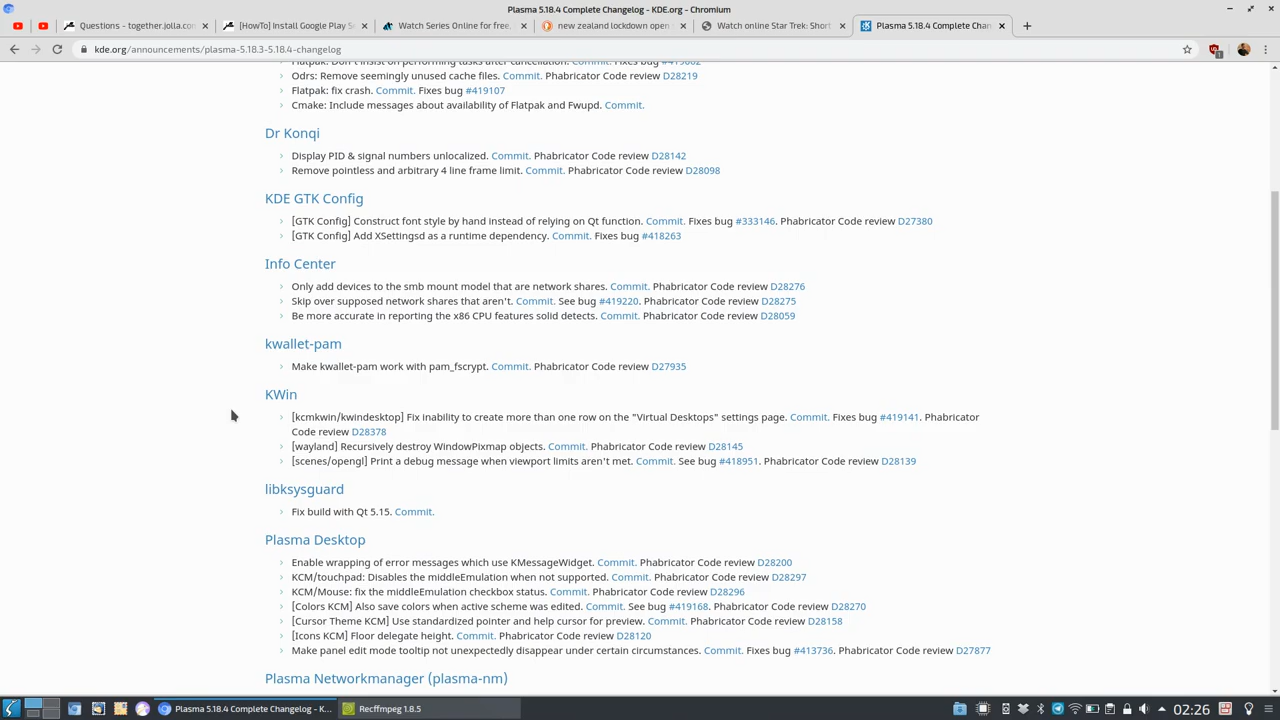 Plasma 5.18.4 Complete Changelog - KDE.org - Chromium
Questions - together.jolla.com
[HowTo] Install Google Play S
Watch Series Online for free.
new zealand lockdown open
Watch online Star Trek: Short
Plasma 5.18.4 Complete Chan
kde.org/announcements/plasma-5.18.3-5.18.4-changelog
Flatpak: Don't insist on performing tasks after cancellation. Commit. Fixes bug
Odrs: Remove seemingly unused cache files. Commit. Phabricator Code review D28219
Flatpak: fix crash. Commit. Fixes bug #419107
Cmake: Include messages about availability of Flatpak and Fwupd. Commit.
Dr Konqi
Display PID & signal numbers unlocalized. Commit. Phabricator Code review D28142
Remove pointless and arbitrary 4 line frame limit. Commit. Phabricator Code review D28098
KDE GTK Config
[GTK Config] Construct font style by hand instead of relying on Qt function. Commit. Fixes bug #333146. Phabricator Code review D27380
[GTK Config] Add XSettingsd as a runtime dependency. Commit. Fixes bug #418263
Info Center
Only add devices to the smb mount model that are network shares. Commit. Phabricator Code review D28276
Skip over supposed network shares that aren't. Commit. See bug #419220. Phabricator Code review D28275
Be more accurate in reporting the x86 CPU features solid detects. Commit. Phabricator Code review D28059
kwallet-pam
Make kwallet-pam work with pam_fscrypt. Commit. Phabricator Code review D27935
KWin
[kcmkwin/kwindesktop] Fix inability to create more than one row on the "Virtual Desktops" settings page. Commit. Fixes bug #419141. Phabricator
Code review D28378
[wayland] Recursively destroy WindowPixmap objects. Commit. Phabricator Code review D28145
[scenes/opengl] Print a debug message when viewport limits aren't met. Commit. See bug #418951. Phabricator Code review D28139
libksysguard
Fix build with Qt 5.15. Commit.
Plasma Desktop
Enable wrapping of error messages which use KMessageWidget. Commit. Phabricator Code review D28200
KCM/touchpad: Disables the middleEmulation when not supported. Commit. Phabricator Code review D28297
KCM/Mouse: fix the middleEmulation checkbox status. Commit. Phabricator Code review D28296
[Colors KCM] Also save colors when active scheme was edited. Commit. See bug #419168. Phabricator Code review D28270
[Cursor Theme KCM] Use standardized pointer and help cursor for preview. Commit. Phabricator Code review D28158
[Icons KCM] Floor delegate height. Commit. Phabricator Code review D28120
Make panel edit mode tooltip not unexpectedly disappear under certain circumstances. Commit. Fixes bug #413736. Phabricator Code review D27877
Plasma Networkmanager (plasma-nm)
Plasma 5.18.4 Complete Changelog - K...
Recffmpeg 1.8.5
02:26